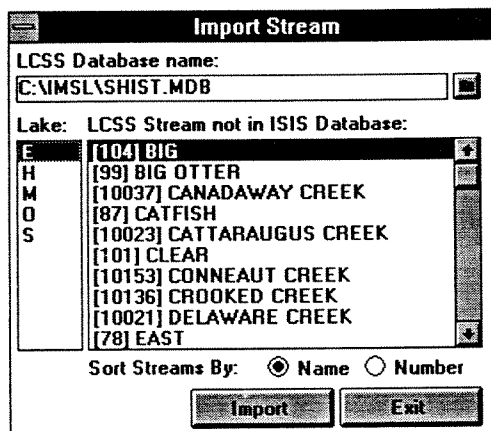 Import Stream
LCSS Database name:
C:\IMSL\SHIST.MDB
Lake: LCSS Stream not in ISIS Database:
E
H
M
O
S
[104] BIG
[99] BIG OTTER
[10037] CANADAWAY CREEK
[87] CATFISH
[10023] CATTARAUGUS CREEK
[101] CLEAR
[10153] CONNEAUT CREEK
[10136] CROOKED CREEK
[10021] DELAWARE CREEK
[78] EAST
Sort Streams By: Name Number
Import Exit